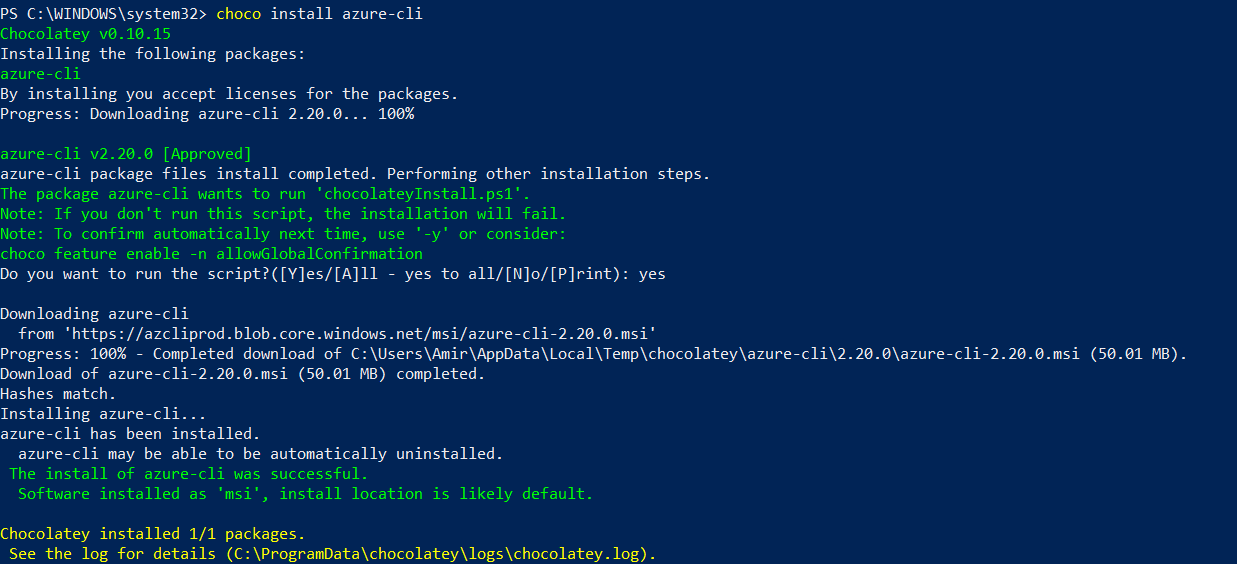 PS C:\WINDOWS\system32> choco install azure-cli
Chocolatey v0.10.15
Installing the following packages:
azure-cli
By installing you accept licenses for the packages.
Progress: Downloading azure-cli 2.20.0... 100%
azure-cli v2.20.0 [Approved]
azure-cli package files install completed. Performing other installation steps.
The package azure-cli wants to run 'chocolateyInstall.ps1'.
Note: If you don't run this script, the installation will fail.
Note: To confirm automatically next time, use '-y' or consider:
choco feature enable -n allowGlobalConfirmation
Do you want to run the script?([Y]es/[A]ll - yes to all/[N]o/[P]rint): yes
Downloading azure-cli
from 'https://azcliprod.blob.core.windows.net/msi/azure-cli-2.20.0.msi'
Progress: 100% - Completed download of C:\Users\Amir\AppData\Local\Temp\chocolatey\azure-cli\2.20.0\azure-cli-2.20.0.msi (50.01 MB).
Download of azure-cli-2.20.0.msi (50.01 MB) completed.
Hashes match.
Installing azure-cli...
azure-cli has been installed.
azure-cli may be able to be automatically uninstalled.
The install of azure-cli was successful.
Software installed as 'msi', install location is likely default.
Chocolatey installed 1/1 packages.
See the log for details (C:\ProgramData\chocolatey\logs\chocolatey.log).